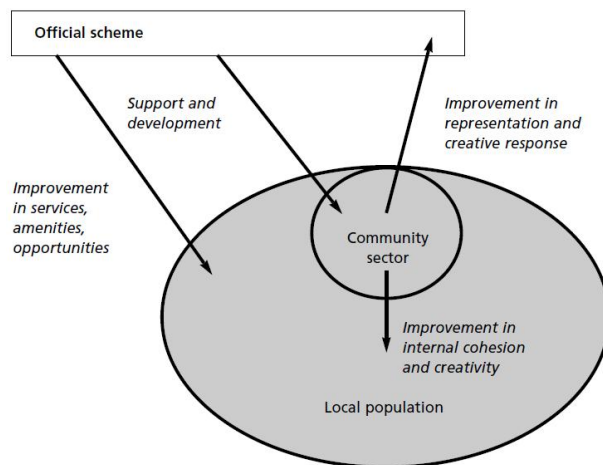 Official scheme
Support and
development
Improvement in
representation and
creative response
Improvement
in services,
amenities,
opportunities
Community
sector
Improvement in
internal cohesion
and creativity
Local population